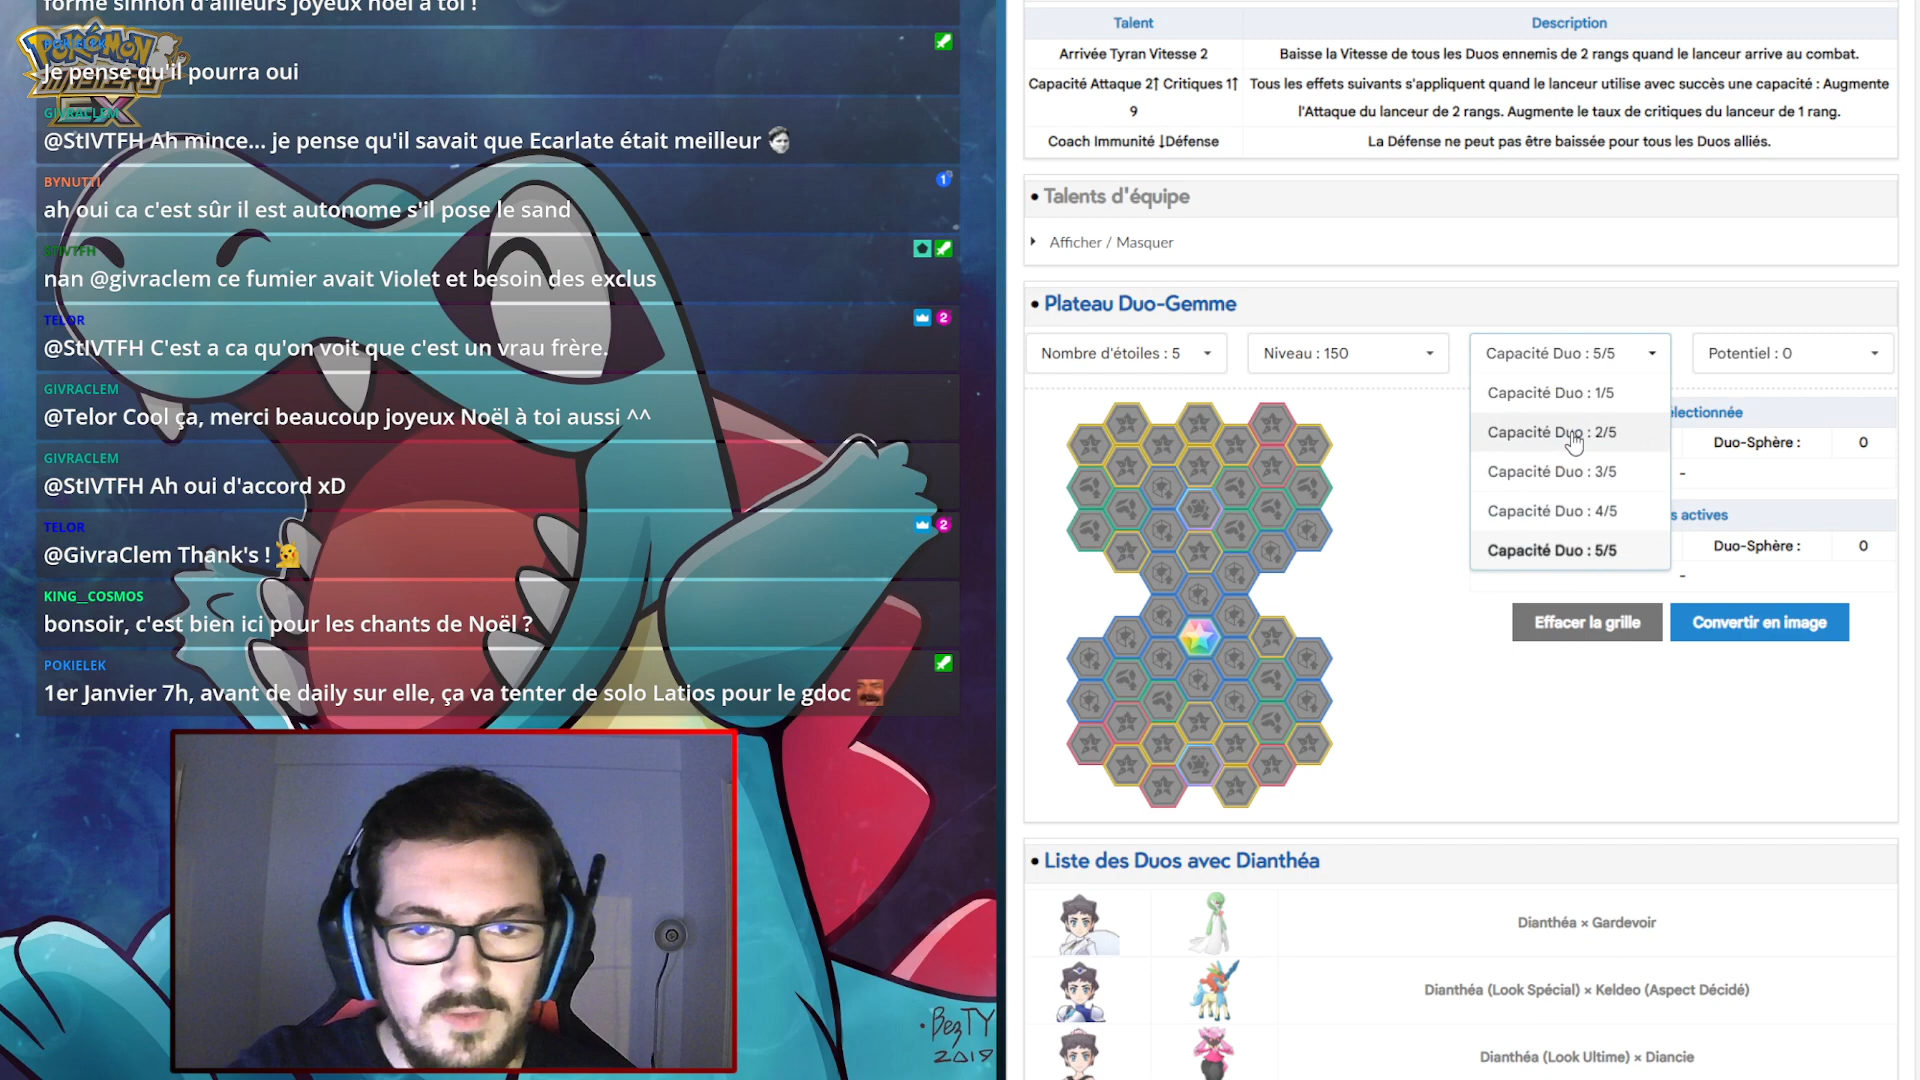 forme sinnon d'ailleurs joyeux noël à toi !
POKÉMON
MASTERS
EX
POKIELEK
Je pense qu'il pourra oui
GIVRACLEM
@StIVTFH Ah mince... je pense qu'il savait que Ecarlate était meilleur
BYNUTTI
1
ah oui ca c'est sûr il est autonome s'il pose le sand
STIVTFH
nan @givraclem ce fumier avait Violet et besoin des exclus
TELOR
2
@StIVTFH C'est a ca qu'on voit que c'est un vrau frère.
GIVRACLEM
@Telor Cool ça, merci beaucoup joyeux Noël à toi aussi ^^
GIVRACLEM
@StIVTFH Ah oui d'accord xD
TELOR
2
@GivraClem Thank's !
KING_COSMOS
bonsoir, c'est bien ici pour les chants de Noël ?
POKIELEK
1er Janvier 7h, avant de daily sur elle, ça va tenter de solo Latios pour le gdoc
BezTY
2019
Talent Description
Arrivée Tyran Vitesse 2 Baisse la Vitesse de tous les Duos ennemis de 2 rangs quand le lanceur arrive au combat.
Capacité Attaque 2↑ Critiques 1↑ Tous les effets suivants s'appliquent quand le lanceur utilise avec succès une capacité : Augmente
9 l'Attaque du lanceur de 2 rangs. Augmente le taux de critiques du lanceur de 1 rang.
Coach Immunité ↓Défense La Défense ne peut pas être baissée pour tous les Duos alliés.
• Talents d'équipe
Afficher / Masquer
• Plateau Duo-Gemme
Nombre d'étoiles : 5 Niveau : 150 Capacité Duo : 5/5 Potentiel : 0
Capacité Duo : 1/5
électionnée
Capacité Duo : 2/5
Duo-Sphère : 0
Capacité Duo : 3/5
-
Capacité Duo : 4/5
s actives
Capacité Duo : 5/5
Duo-Sphère : 0
-
Effacer la grille Convertir en image
• Liste des Duos avec Dianthéa
Dianthéa × Gardevoir
Dianthéa (Look Spécial) × Keldeo (Aspect Décidé)
Dianthéa (Look Ultime) × Diancie